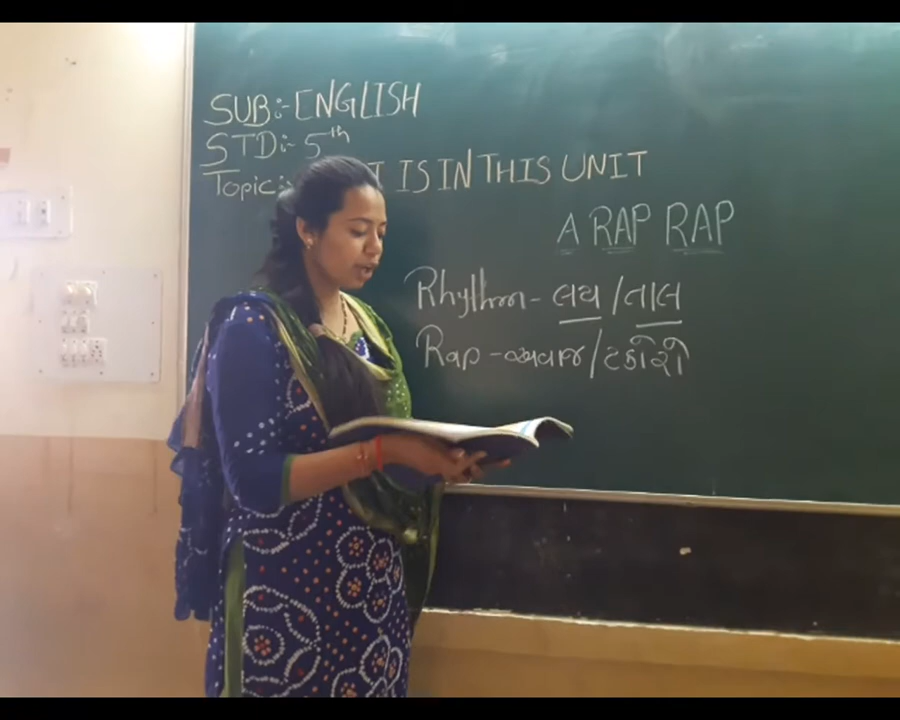 SUB:- ENGLISH
STD:- 5th
Topic:- IS IN THIS UNIT
A RAP RAP
Rhythm - લય / તાલ
Rap - અવાજ / ટકોરો